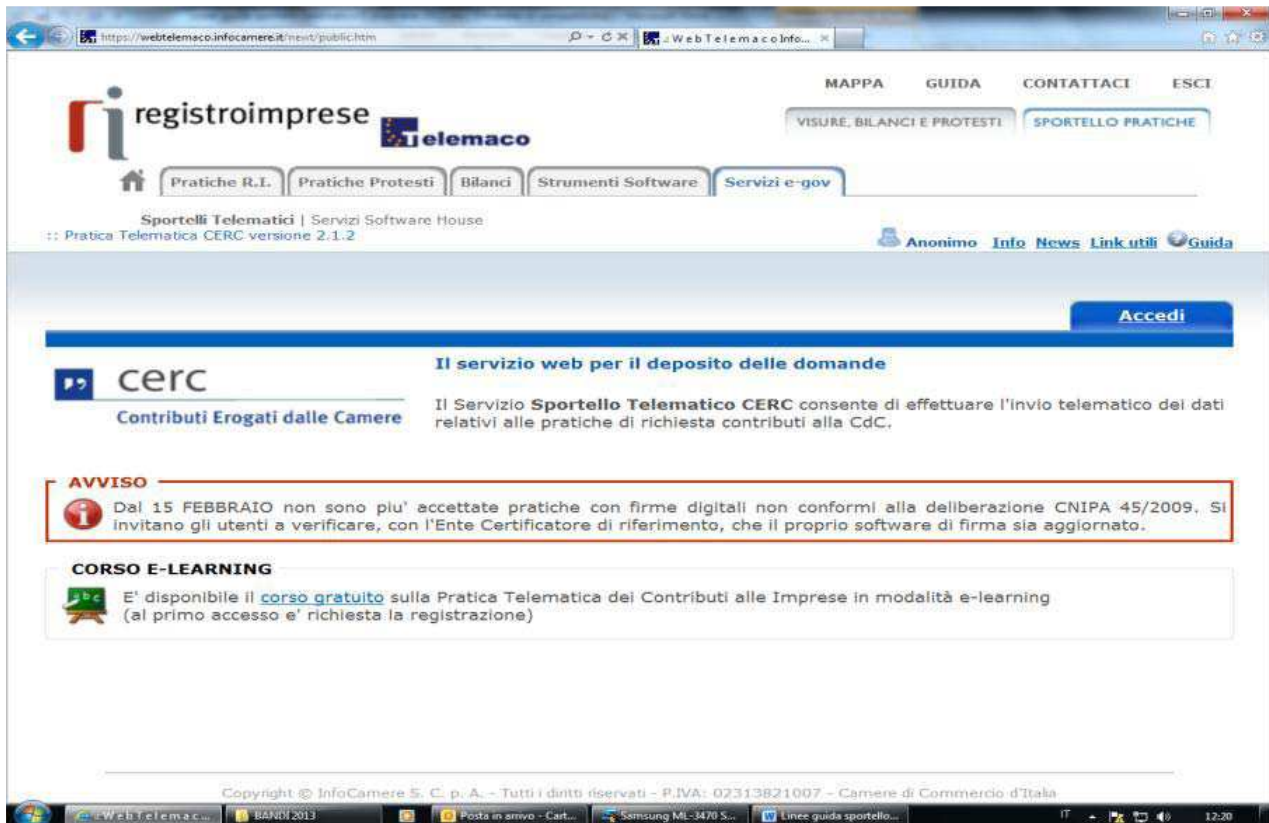 https://webtelemaco.infocamere.it/newt/public.htm
WebTelemacoInfo...
MAPPA GUIDA CONTATTACI ESCI
registroimprese
Telemaco
VISURE, BILANCI E PROTESTI SPORTELLO PRATICHE
Pratiche R.I. Pratiche Protesti Bilanci Strumenti Software Servizi e-gov
Sportelli Telematici | Servizi Software House
:: Pratica Telematica CERC versione 2.1.2
Anonimo Info News Link utili Guida
Accedi
cerc
Contributi Erogati dalle Camere
Il servizio web per il deposito delle domande
Il Servizio Sportello Telematico CERC consente di effettuare l'invio telematico dei dati
relativi alle pratiche di richiesta contributi alla CdC.
AVVISO
Dal 15 FEBBRAIO non sono piu' accettate pratiche con firme digitali non conformi alla deliberazione CNIPA 45/2009. Si
invitano gli utenti a verificare, con l'Ente Certificatore di riferimento, che il proprio software di firma sia aggiornato.
CORSO E-LEARNING
abc
E' disponibile il corso gratuito sulla Pratica Telematica dei Contributi alle Imprese in modalità e-learning
(al primo accesso e' richiesta la registrazione)
Copyright © InfoCamere S. C. p. A. - Tutti i diritti riservati - P.IVA: 02313821007 - Camere di Commercio d'Italia
WebTelemac... BANDI 2013 Posta in arrivo - Cart... Samsung ML-3470 S... Linee guida sportello... IT 12:20